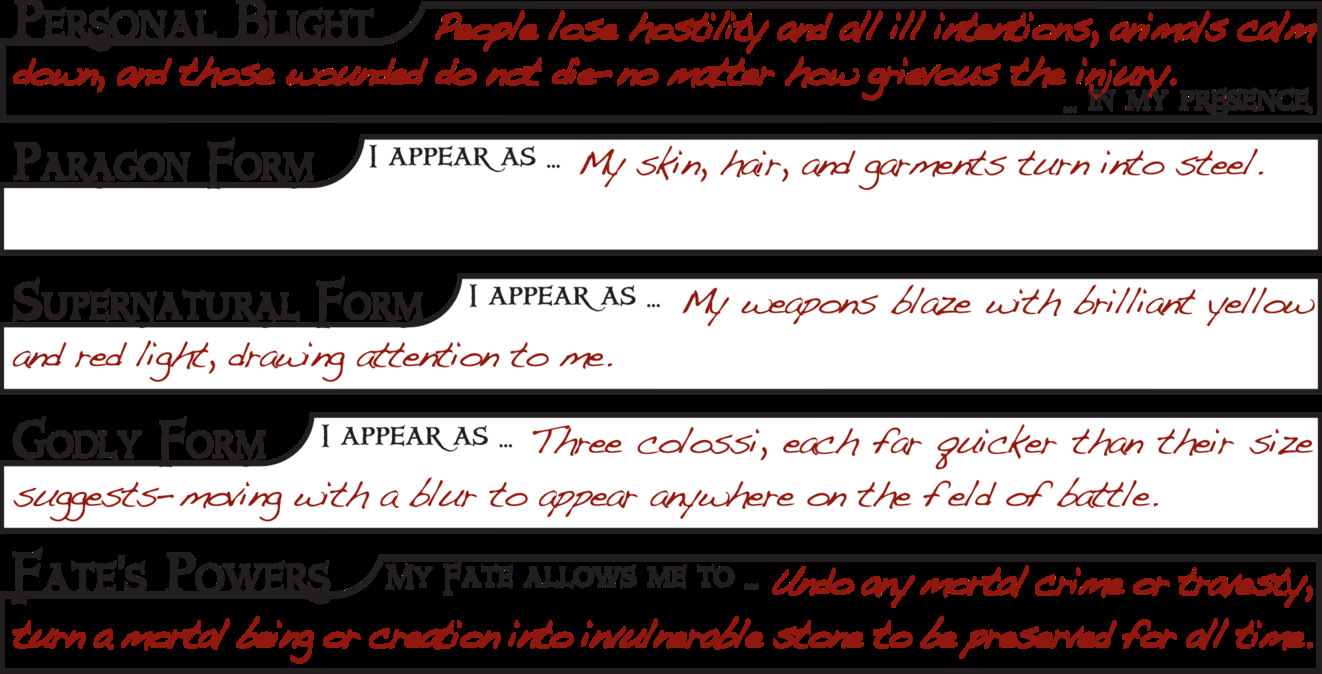 Personal Blight People lose hostility and all ill intentions, animals calm
down, and those wounded do not die- no matter how grievous the injury.
... in my presence.
Paragon Form I appear as ... My skin, hair, and garments turn into steel.
Supernatural Form I appear as ... My weapons blaze with brilliant yellow
and red light, drawing attention to me.
Godly Form I appear as ... Three colossi, each far quicker than their size
suggests- moving with a blur to appear anywhere on the feld of battle.
Fate's Powers My Fate allows me to ... Undo any mortal crime or travesty,
turn a mortal being or creation into invulnerable stone to be preserved for all time.